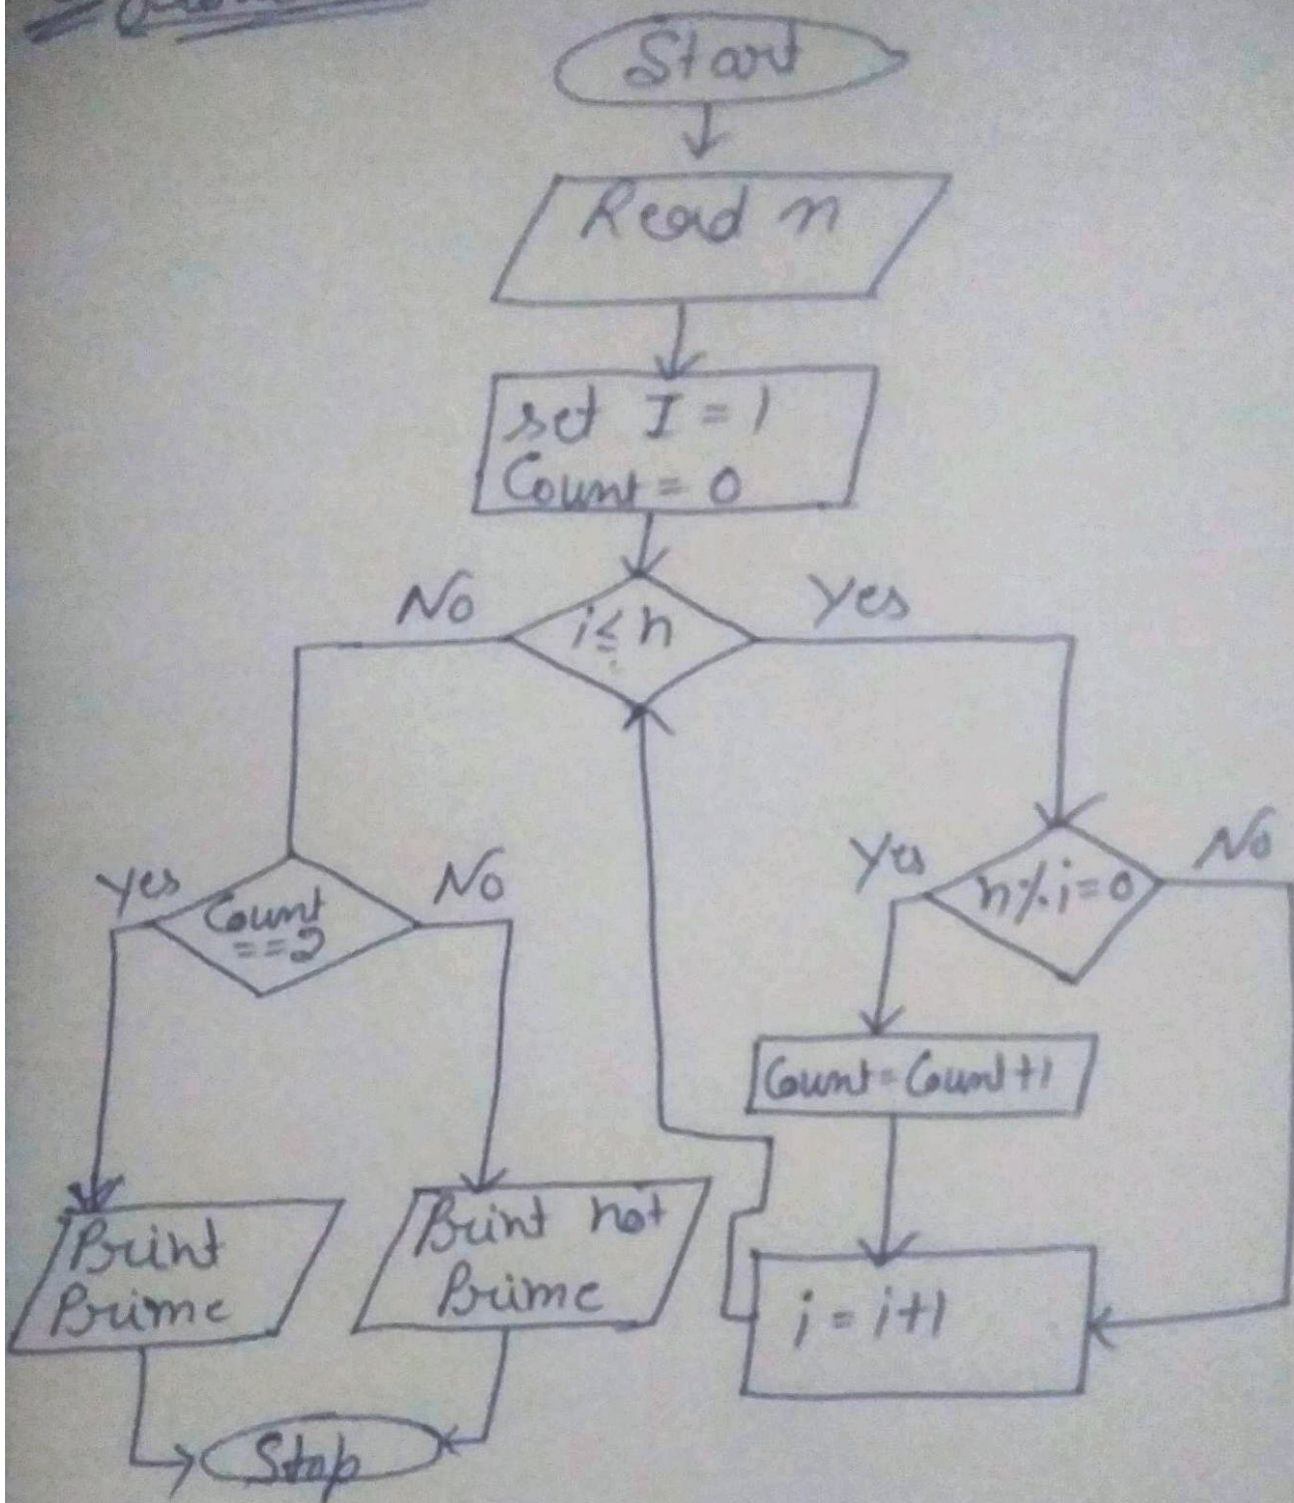 Start
Read n
set I = 1
Count = 0
No
i ≤ n
Yes
Yes
Count
==2
No
Yes
n%i=0
No
Count=Count+1
Print
Prime
Print not
Prime
i = i+1
Stop